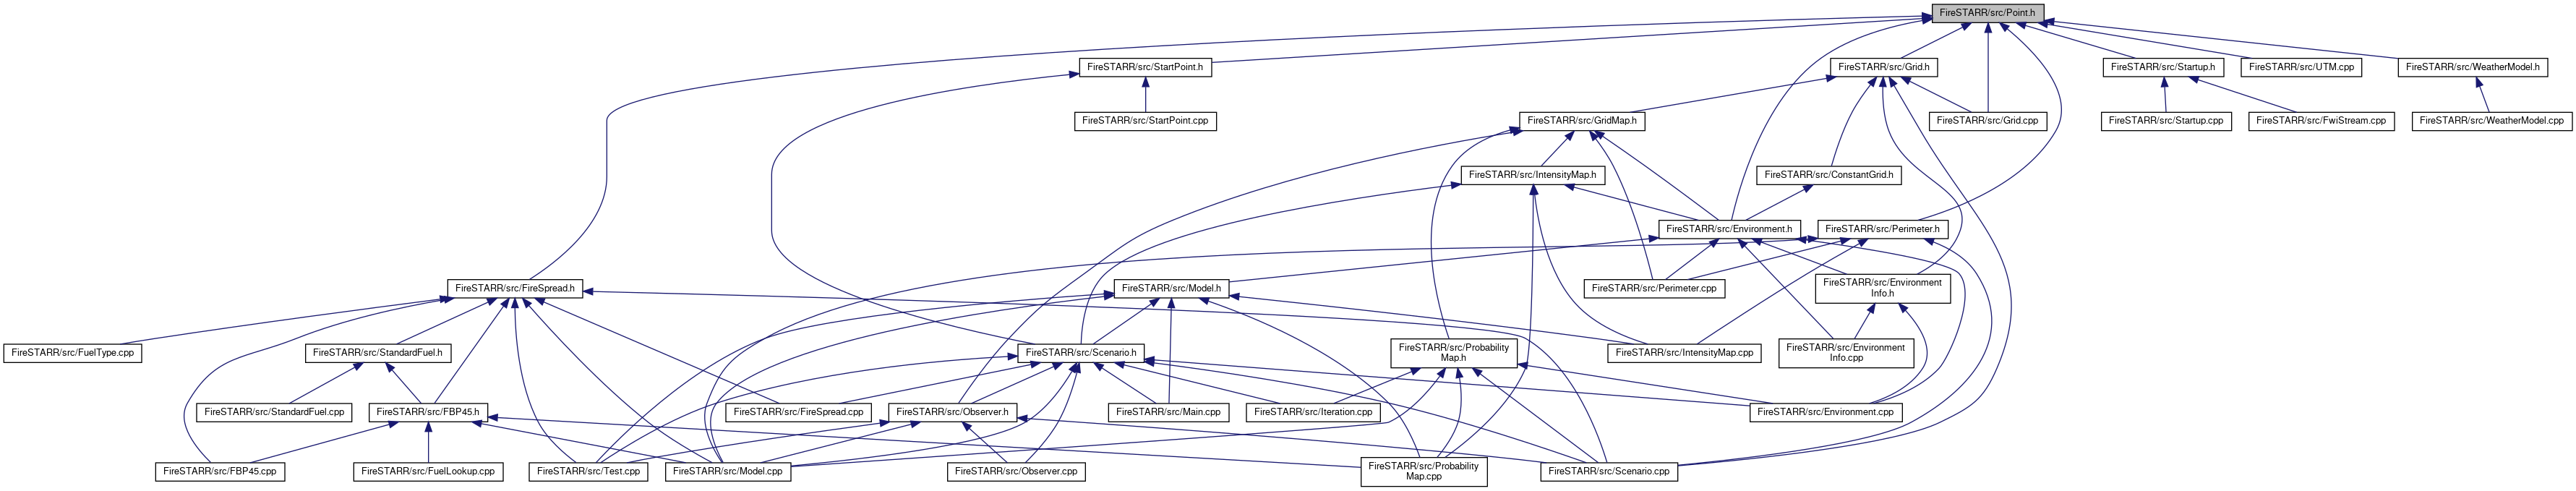 FireSTARR/src/Point.h
FireSTARR/src/StartPoint.h
FireSTARR/src/Grid.h
FireSTARR/src/Startup.h
FireSTARR/src/UTM.cpp
FireSTARR/src/WeatherModel.h
FireSTARR/src/StartPoint.cpp
FireSTARR/src/GridMap.h
FireSTARR/src/Grid.cpp
FireSTARR/src/Startup.cpp
FireSTARR/src/FwiStream.cpp
FireSTARR/src/WeatherModel.cpp
FireSTARR/src/IntensityMap.h
FireSTARR/src/ConstantGrid.h
FireSTARR/src/Environment.h
FireSTARR/src/Perimeter.h
FireSTARR/src/FireSpread.h
FireSTARR/src/Model.h
FireSTARR/src/Perimeter.cpp
FireSTARR/src/Environment
Info.h
FireSTARR/src/FuelType.cpp
FireSTARR/src/StandardFuel.h
FireSTARR/src/Scenario.h
FireSTARR/src/Probability
Map.h
FireSTARR/src/IntensityMap.cpp
FireSTARR/src/Environment
Info.cpp
FireSTARR/src/StandardFuel.cpp
FireSTARR/src/FBP45.h
FireSTARR/src/FireSpread.cpp
FireSTARR/src/Observer.h
FireSTARR/src/Main.cpp
FireSTARR/src/Iteration.cpp
FireSTARR/src/Environment.cpp
FireSTARR/src/FBP45.cpp
FireSTARR/src/FuelLookup.cpp
FireSTARR/src/Test.cpp
FireSTARR/src/Model.cpp
FireSTARR/src/Observer.cpp
FireSTARR/src/Probability
Map.cpp
FireSTARR/src/Scenario.cpp